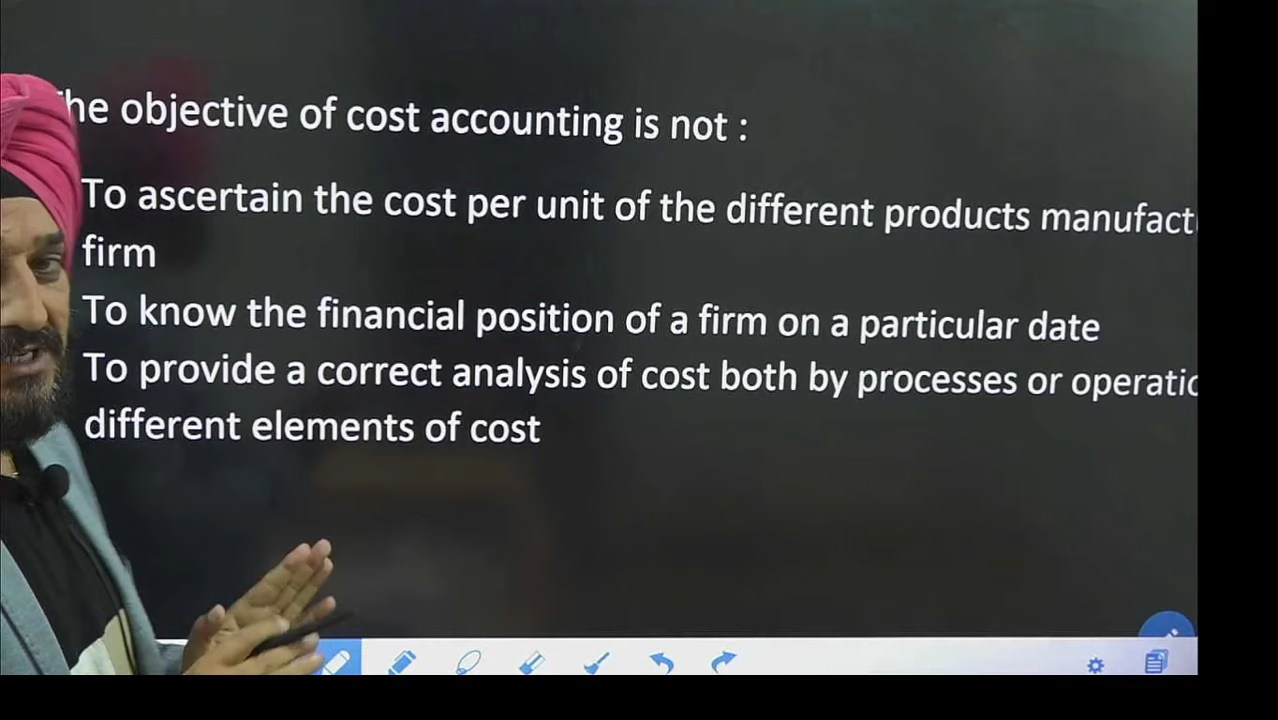 he objective of cost accounting is not :
To ascertain the cost per unit of the different products
firm
To know the financial position of a firm on a particular date
To provide a correct analysis of cost both by processes or
different elements of cost